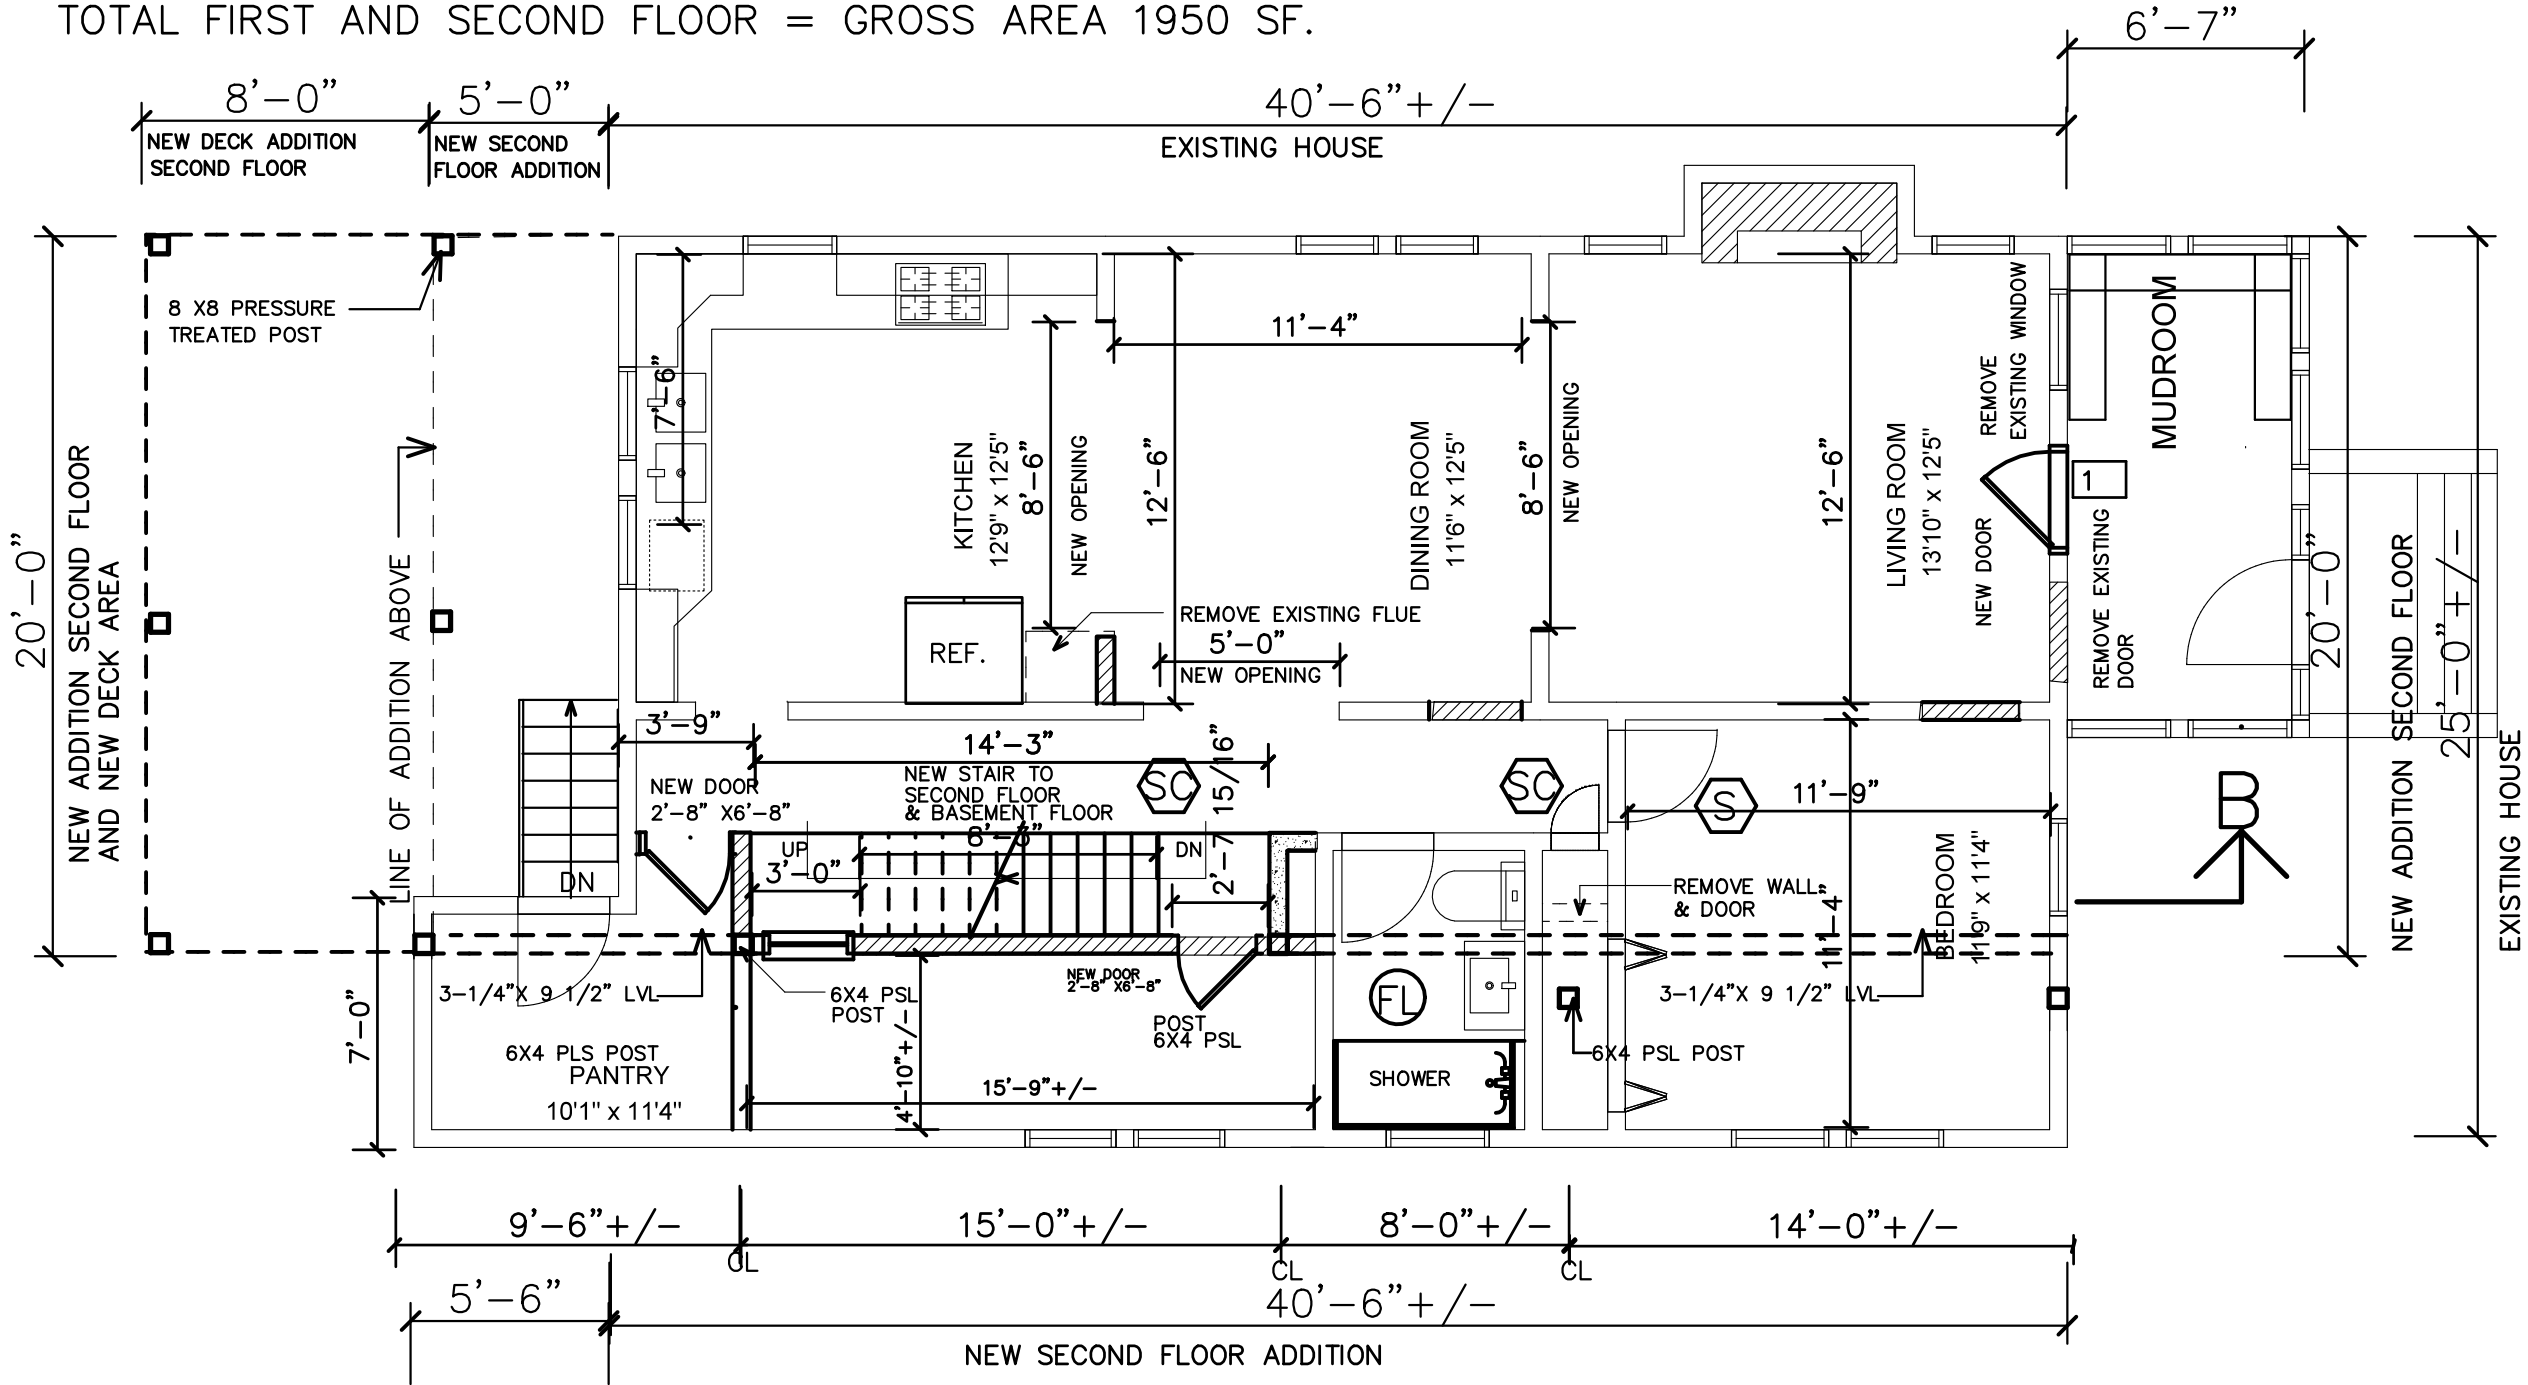 TOTAL FIRST AND SECOND FLOOR = GROSS AREA 1950 SF.
6'-7"
8'-0"
5'-0"
40'-6"+/-
NEW DECK ADDITION
SECOND FLOOR
NEW SECOND
FLOOR ADDITION
EXISTING HOUSE
8 X8 PRESSURE
TREATED POST
20'-0"
NEW ADDITION SECOND FLOOR
AND NEW DECK AREA
LINE OF ADDITION ABOVE
7'-6"
KITCHEN
12'9" x 12'5"
8'-6"
NEW OPENING
12'-6"
11'-4"
DINING ROOM
11'6" x 12'5"
8'-6"
NEW OPENING
12'-6"
LIVING ROOM
13'10" x 12'5"
REMOVE
EXISTING WINDOW
NEW DOOR
MUDROOM
1
REMOVE EXISTING
DOOR
20'-0"
NEW ADDITION SECOND FLOOR
25'-0"+/-
EXISTING HOUSE
REF.
REMOVE EXISTING FLUE
5'-0"
NEW OPENING
3'-9"
14'-3"
NEW STAIR TO
SECOND FLOOR
& BASEMENT FLOOR
NEW DOOR
2'-8" X6'-8"
SC
2'-7 15/16"
SC
S
11'-9"
B
UP
8'-3"
DN
3'-0"
DN
REMOVE WALL
& DOOR
11'-4"
BEDROOM
11'9" x 11'4"
7'-0"
3-1/4"X 9 1/2" LVL
6X4 PSL
POST
NEW DOOR
2'-8" X6'-8"
POST
6X4 PSL
FL
3-1/4"X 9 1/2" LVL
6X4 PLS POST
PANTRY
10'1" x 11'4"
4'-10"+/-
15'-9"+/-
SHOWER
6X4 PSL POST
9'-6"+/-
15'-0"+/-
8'-0"+/-
14'-0"+/-
CL
CL
CL
5'-6"
40'-6"+/-
NEW SECOND FLOOR ADDITION